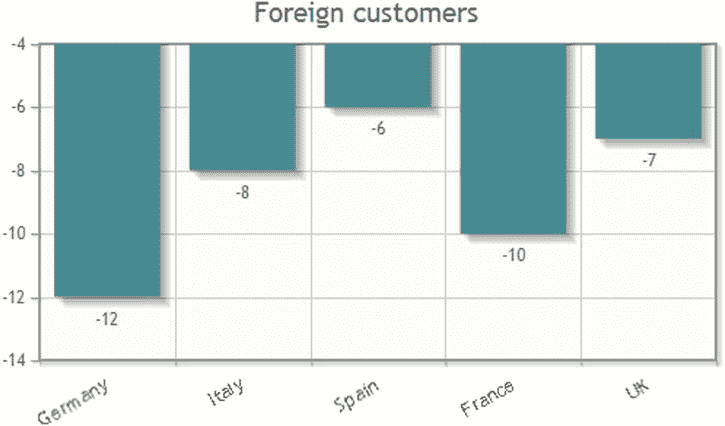 Foreign customers
-4
-6
-8
-10
-12
-14
-12
-8
-6
-10
-7
Germany
Italy
Spain
France
UK